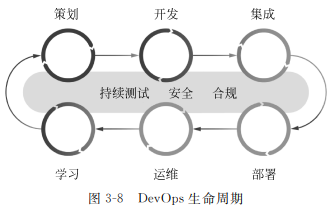 策划 开发 集成
持续测试 安全 合规
学习 运维 部署
图 3-8 DevOps 生命周期